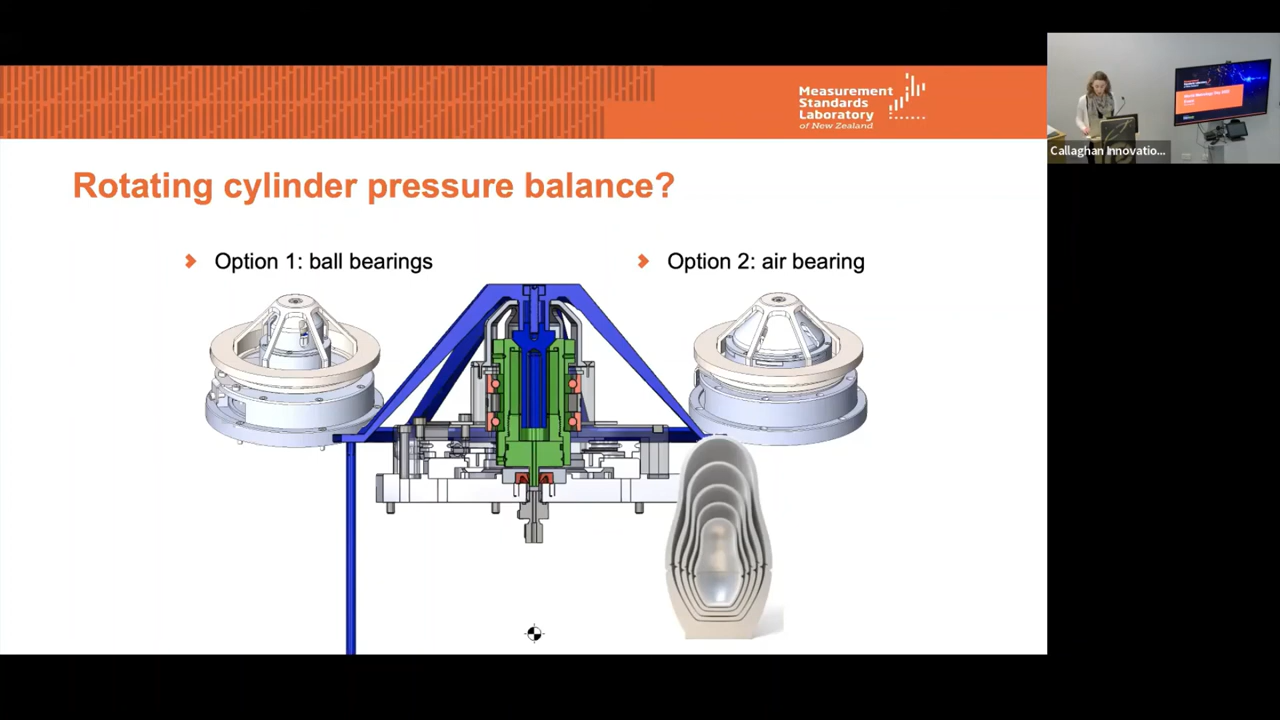 Measurement
Standards
Laboratory
of New Zealand
Rotating cylinder pressure balance?
Option 1: ball bearings
Option 2: air bearing
Callaghan Innovatio...